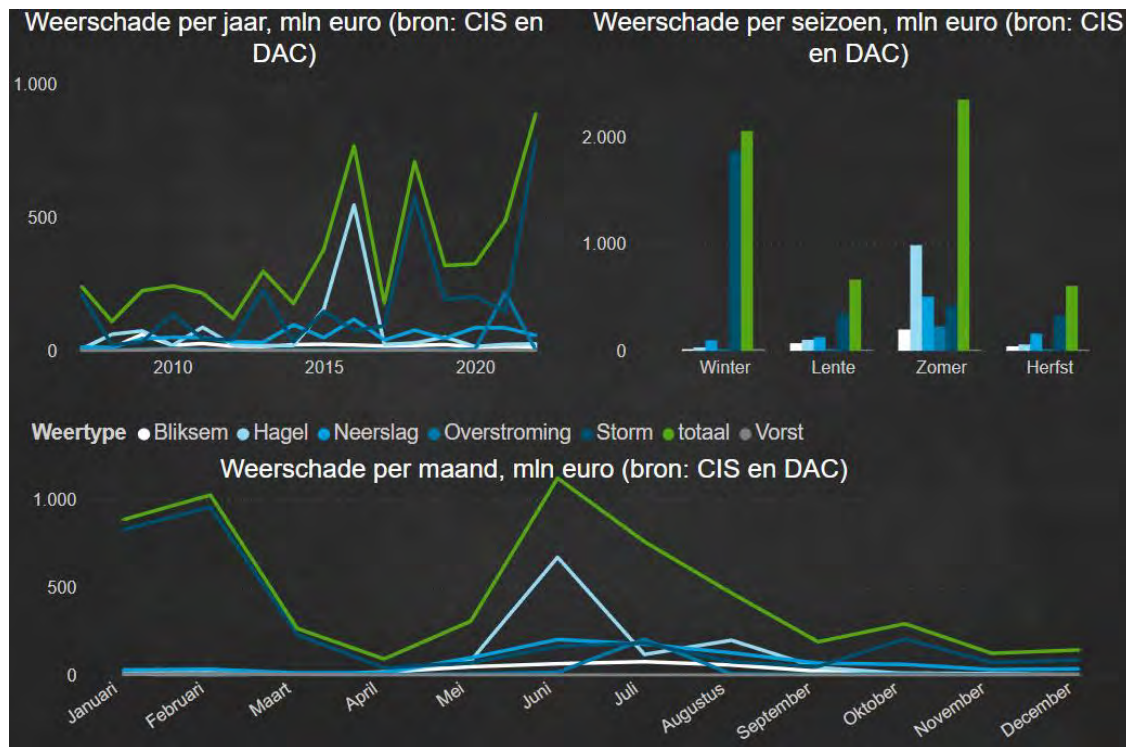 Weerschade per jaar, mln euro (bron: CIS en
DAC)
1.000
500
0
2010
2015
2020
Weerschade per seizoen, mln euro (bron: CIS
en DAC)
2.000
1.000
0
Winter
Lente
Zomer
Herfst
Weertype Bliksem Hagel Neerslag Overstroming Storm totaal Vorst
Weerschade per maand, mln euro (bron: CIS en DAC)
1.000
500
0
Januari
Februari
Maart
April
Mei
Juni
Juli
Augustus
September
Oktober
November
December